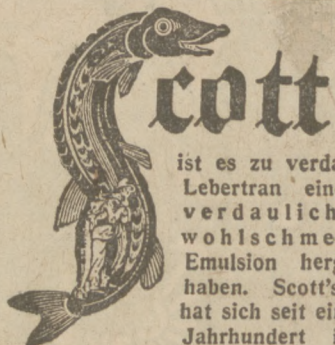 Scott
ist es zu verda
Lebertran ein
verdaulich
wohlschme
Emulsion herg
haben. Scott's
hat sich seit ei
Jahrhundert